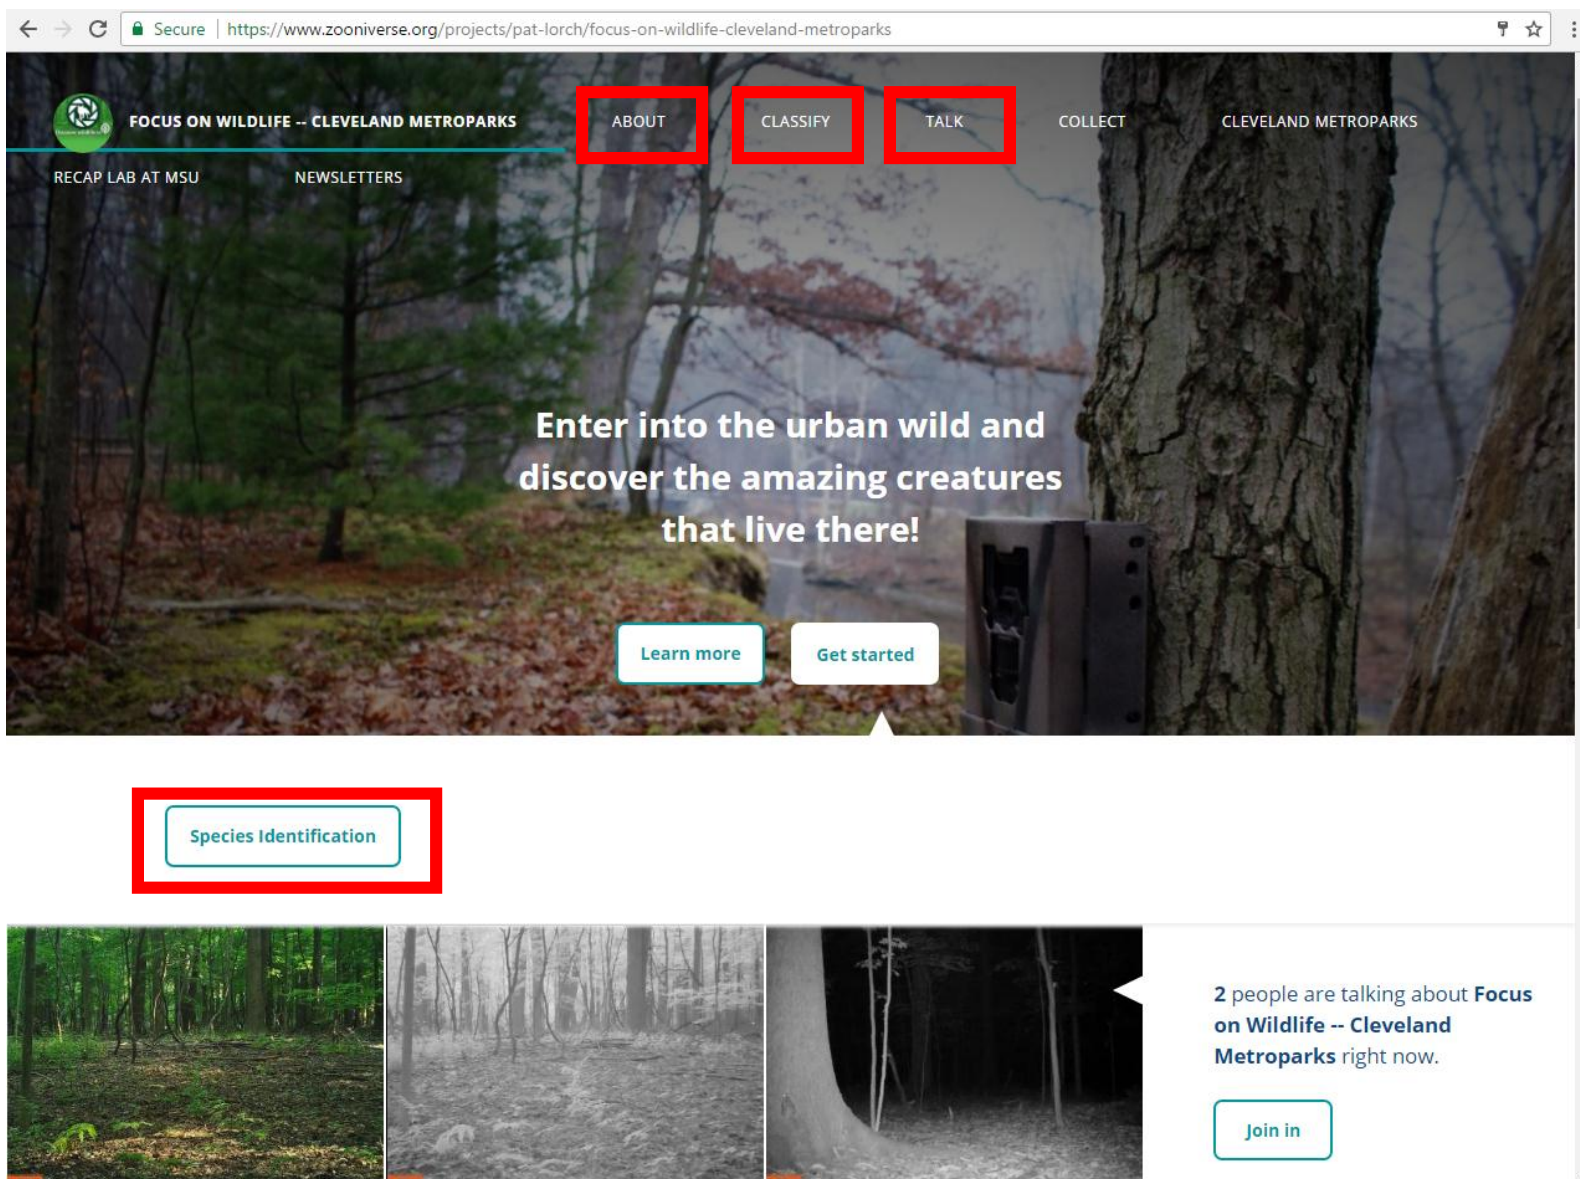 Secure | https://www.zooniverse.org/projects/pat-lorch/focus-on-wildlife-cleveland-metroparks
FOCUS ON WILDLIFE -- CLEVELAND METROPARKS ABOUT CLASSIFY TALK COLLECT CLEVELAND METROPARKS
RECAP LAB AT MSU NEWSLETTERS
Enter into the urban wild and
discover the amazing creatures
that live there!
Learn more Get started
Species Identification
2 people are talking about Focus
on Wildlife -- Cleveland
Metroparks right now.
Join in